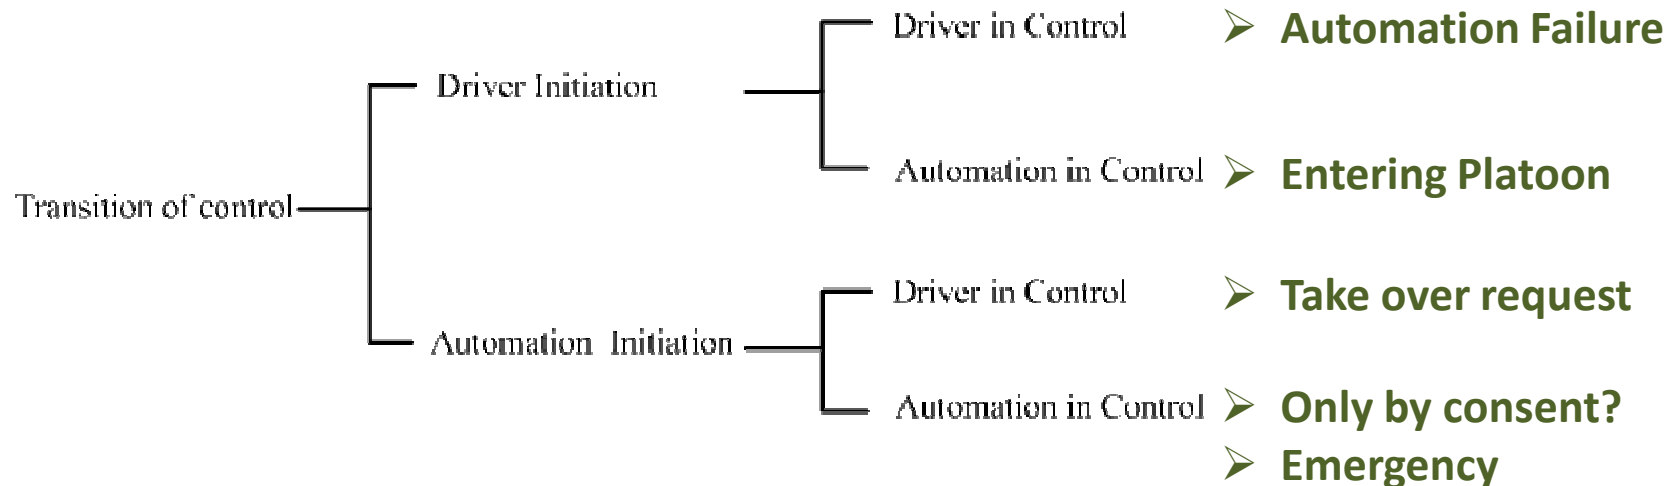 Driver in Control ➢ Automation Failure
Driver Initiation
Automation in Control ➢ Entering Platoon
Transition of control
Driver in Control ➢ Take over request
Automation Initiation
Automation in Control ➢ Only by consent?
➢ Emergency